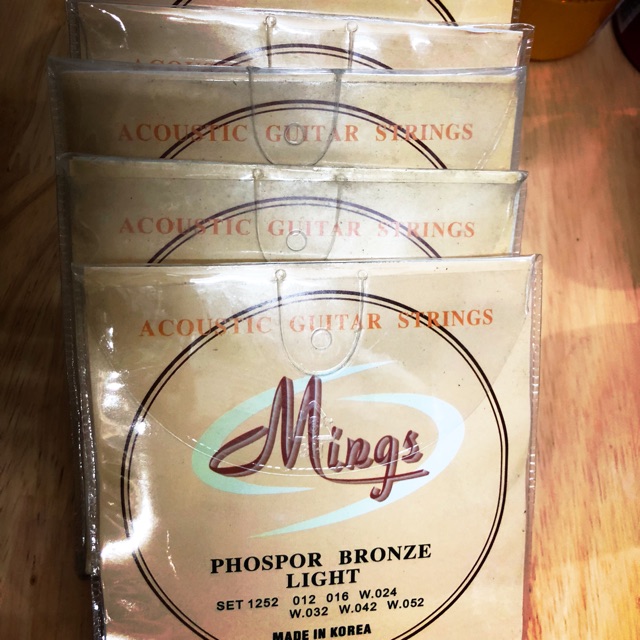 ACOUSTIC GUITAR STRINGS
ACOUSTIC GUITAR STRINGS
ACOUSTIC GUITAR STRINGS
Mings
PHOSPOR BRONZE
LIGHT
SET 1252 012 016 W.024
W.032 W.042 W.052
MADE IN KOREA